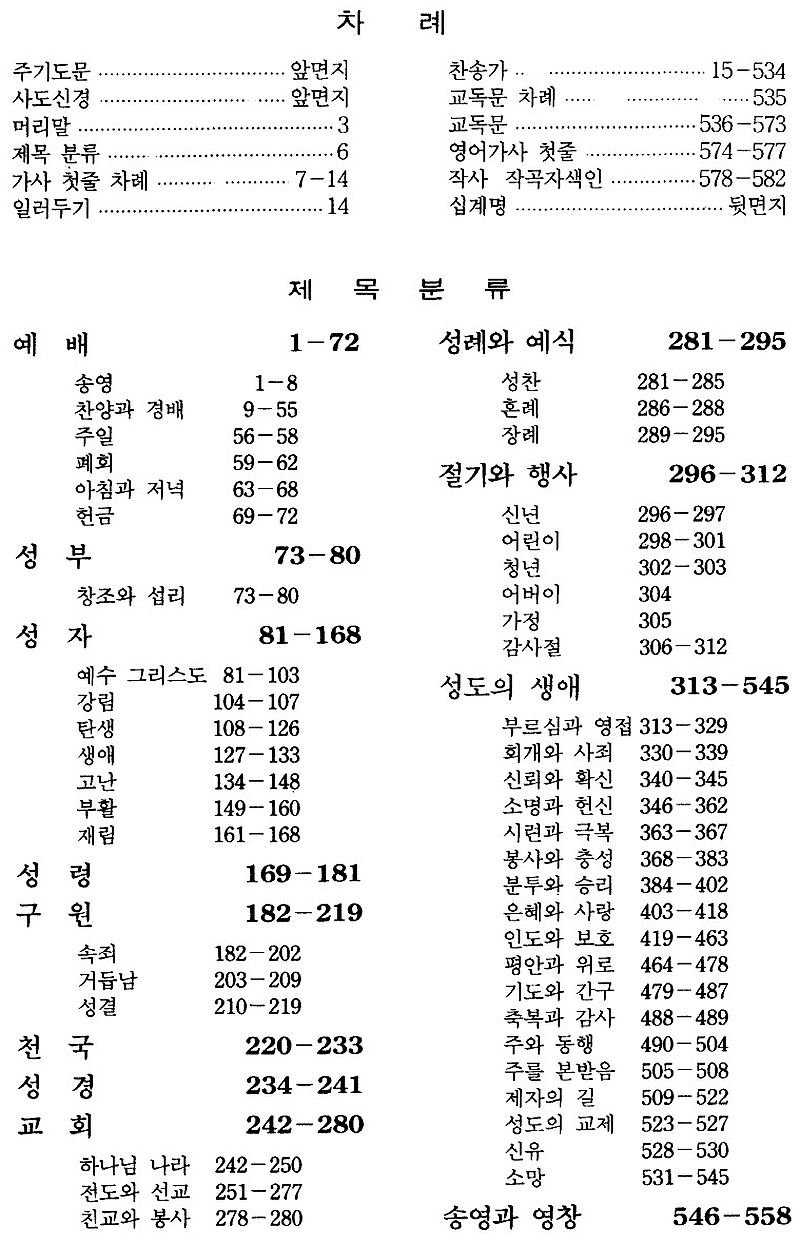 차 례
주기도문 앞면지
사도신경 앞면지
머리말 3
제목 분류 6
가사 첫줄 차례 7-14
일러두기 14
찬송가 15-534
교독문 차례 535
교독문 536-573
영어가사 첫줄 574-577
작사 작곡자색인 578-582
십계명 뒷면지
제 목 분 류
예 배 1-72
송영 1-8
찬양과 경배 9-55
주일 56-58
폐회 59-62
아침과 저녁 63-68
헌금 69-72
성 부 73-80
창조와 섭리 73-80
성 자 81-168
예수 그리스도 81-103
강림 104-107
탄생 108-126
생애 127-133
고난 134-148
부활 149-160
재림 161-168
성 령 169-181
구 원 182-219
속죄 182-202
거듭남 203-209
성결 210-219
천 국 220-233
성 경 234-241
교 회 242-280
하나님 나라 242-250
전도와 선교 251-277
친교와 봉사 278-280
성례와 예식 281-295
성찬 281-285
혼례 286-288
장례 289-295
절기와 행사 296-312
신년 296-297
어린이 298-301
청년 302-303
어버이 304
가정 305
감사절 306-312
성도의 생애 313-545
부르심과 영접 313-329
회개와 사죄 330-339
신뢰와 확신 340-345
소명과 헌신 346-362
시련과 극복 363-367
봉사와 충성 368-383
분투와 승리 384-402
은혜와 사랑 403-418
인도와 보호 419-463
평안과 위로 464-478
기도와 간구 479-487
축복과 감사 488-489
주와 동행 490-504
주를 본받음 505-508
제자의 길 509-522
성도의 교제 523-527
신유 528-530
소망 531-545
송영과 영창 546-558